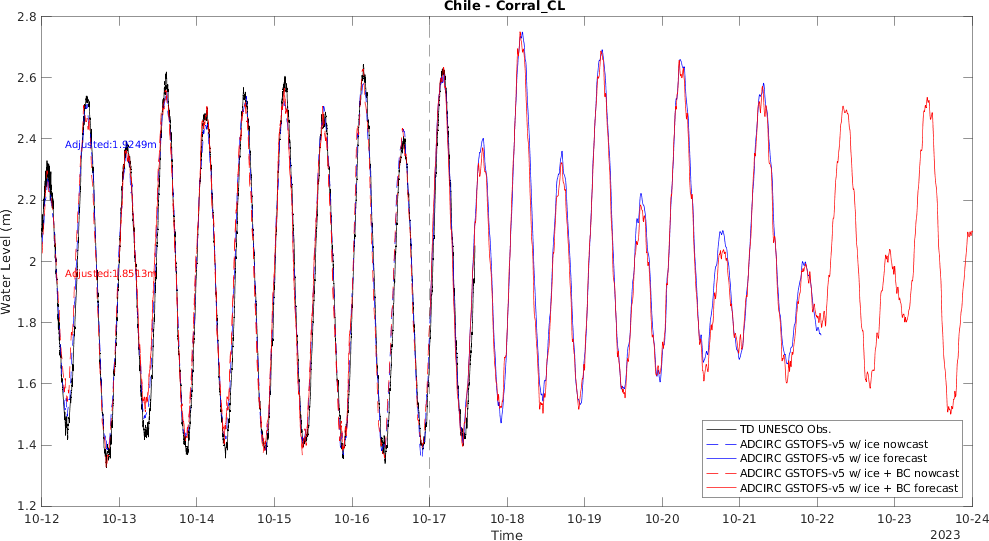 Chile - Corral_CL
2.8
2.6
2.4
2.2
2
1.8
1.6
1.4
1.2
Water Level (m)
Adjusted:1.9249m
Adjusted:1.8513m
TD UNESCO Obs.
ADCIRC GSTOFS-v5 w/ ice nowcast
ADCIRC GSTOFS-v5 w/ ice forecast
ADCIRC GSTOFS-v5 w/ ice + BC nowcast
ADCIRC GSTOFS-v5 w/ ice + BC forecast
10-12 10-13 10-14 10-15 10-16 10-17 10-18 10-19 10-20 10-21 10-22 10-23 10-24
Time
2023